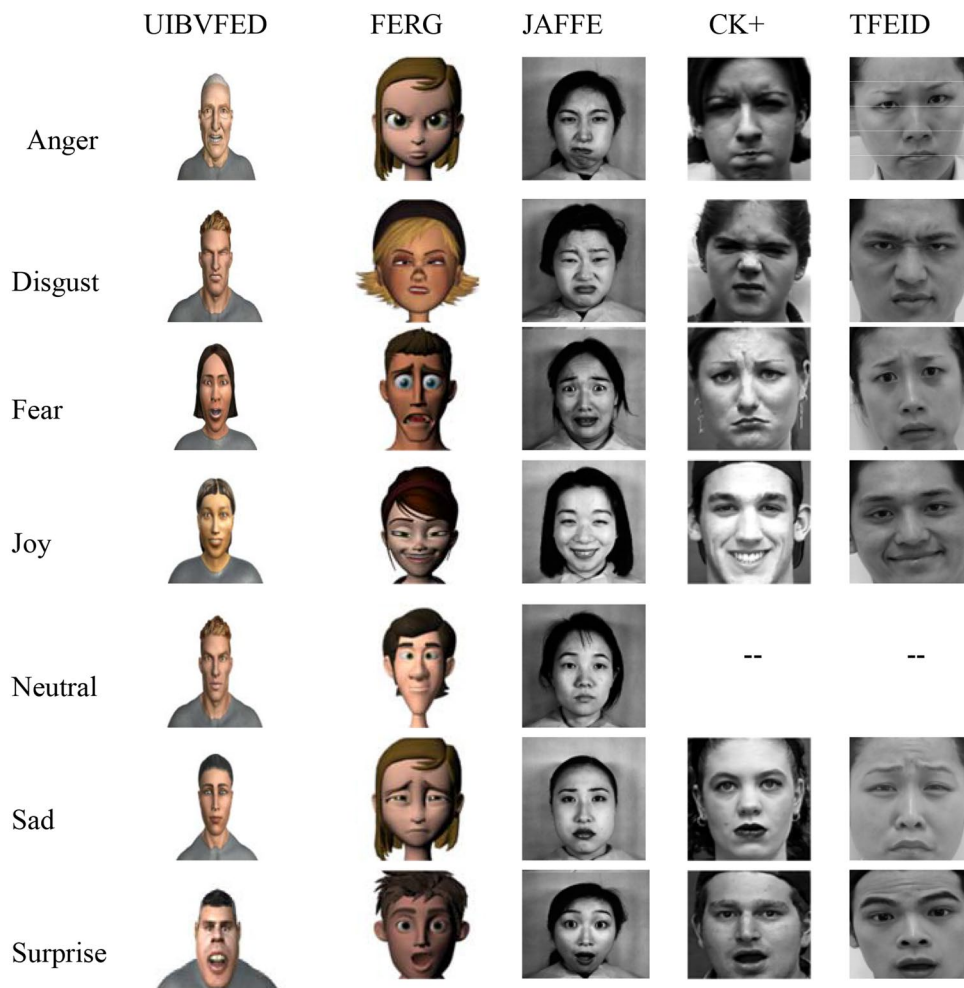 UIBVFED FERG JAFFE CK+ TFEID
Anger
Disgust
Fear
Joy
Neutral -- --
Sad
Surprise